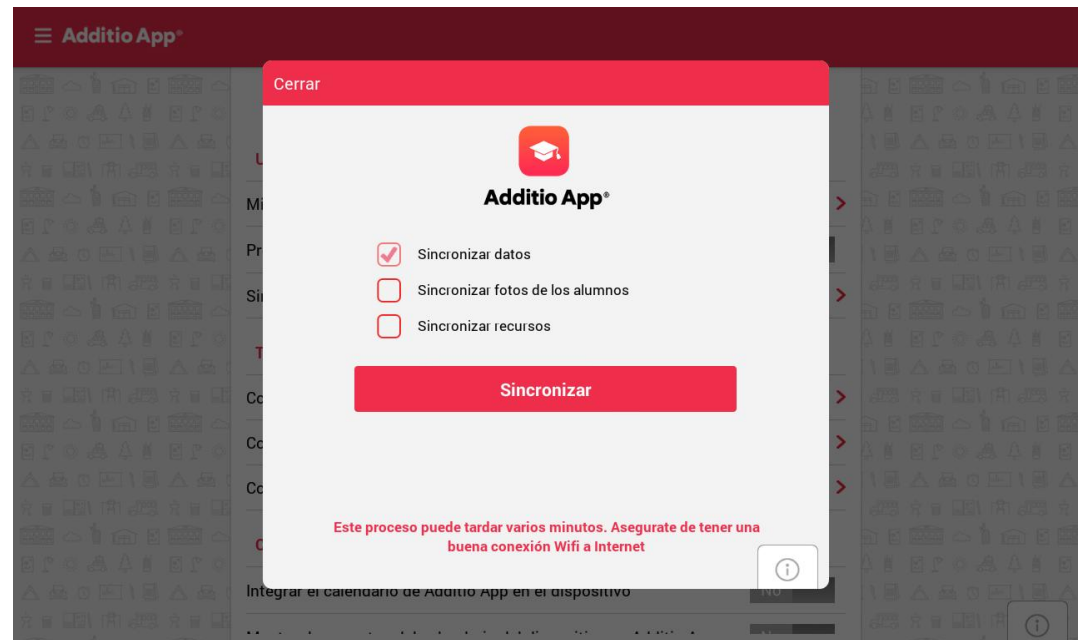 Additio App®
Cerrar
Additio App®
Sincronizar datos
Sincronizar fotos de los alumnos
Sincronizar recursos
Sincronizar
Este proceso puede tardar varios minutos. Asegurate de tener una
buena conexión Wifi a Internet
Integrar el calendario de Additio App en el dispositivo
No